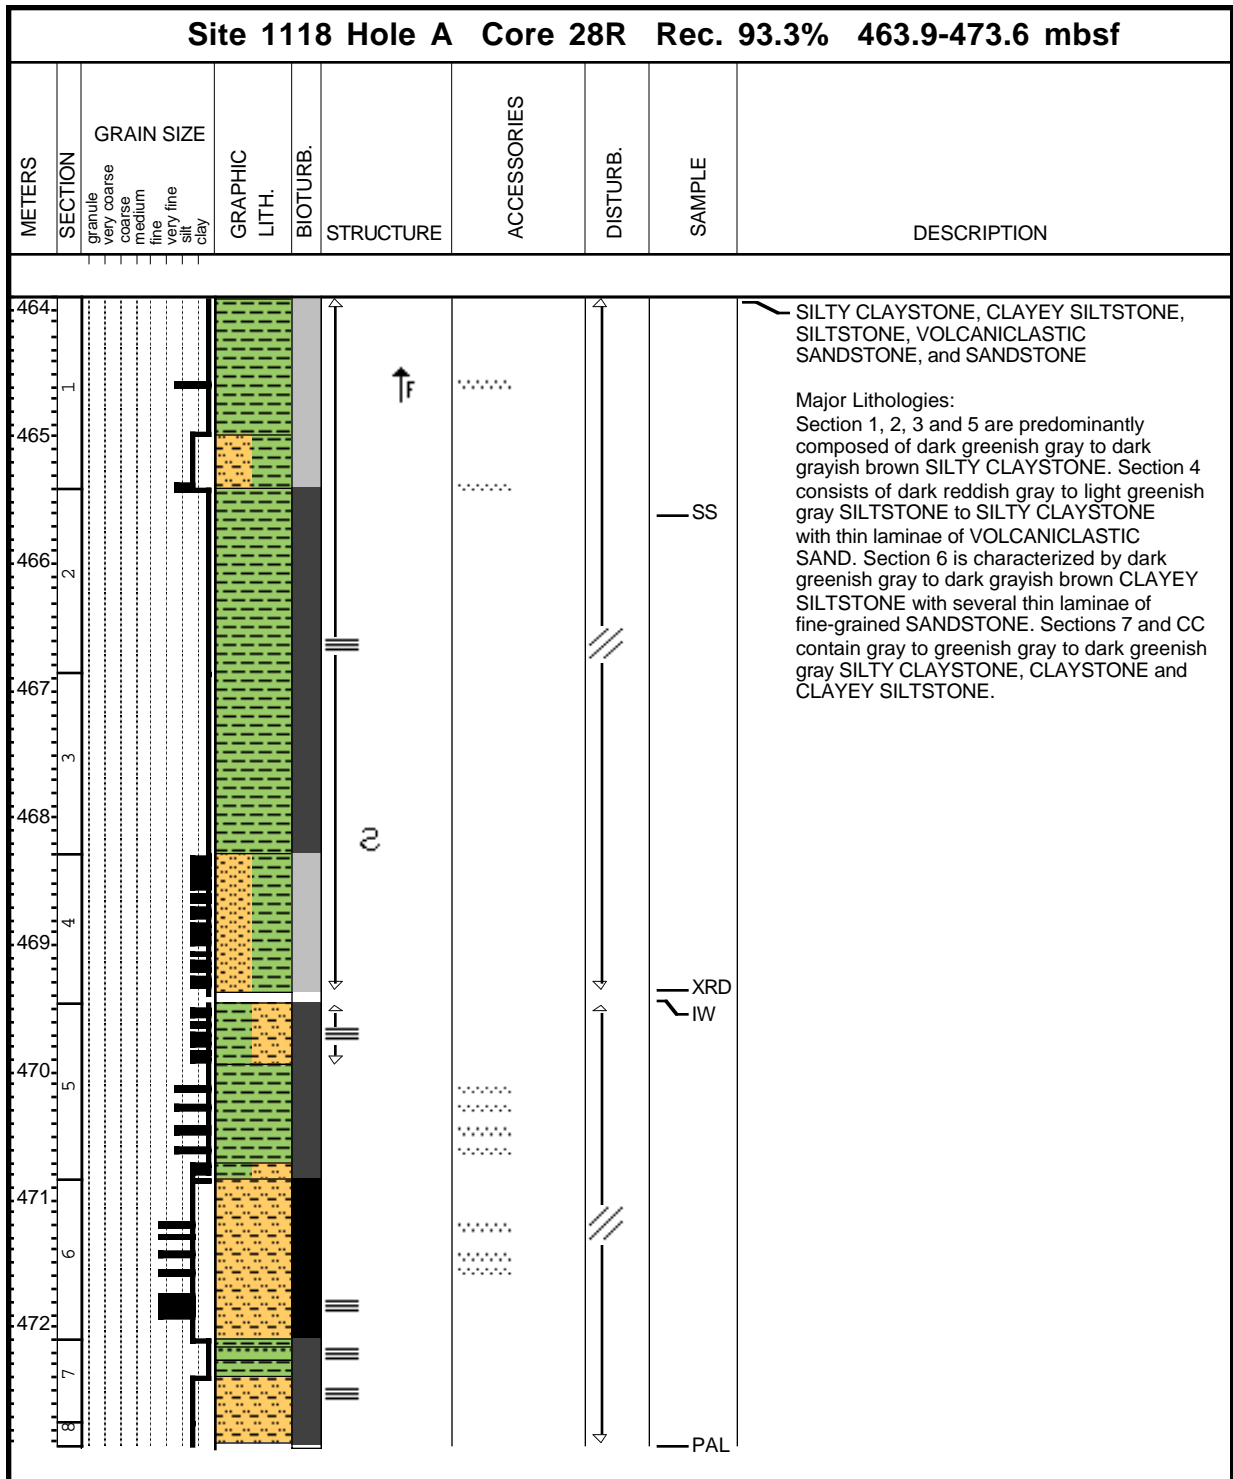 Site 1118 Hole A Core 28R Rec. 93.3% 463.9-473.6 mbsf
METERS
SECTION
GRAIN SIZE
granule
very coarse
coarse
medium
fine
very fine
silt
clay
GRAPHIC
LITH.
BIOTURB.
STRUCTURE
ACCESSORIES
DISTURB.
SAMPLE
DESCRIPTION
464
1
465
466
2
467
3
468
4
469
470
5
471
6
472
7
8
F
SS
XRD
IW
PAL
SILTY CLAYSTONE, CLAYEY SILTSTONE,
SILTSTONE, VOLCANICLASTIC
SANDSTONE, and SANDSTONE
Major Lithologies:
Section 1, 2, 3 and 5 are predominantly
composed of dark greenish gray to dark
grayish brown SILTY CLAYSTONE. Section 4
consists of dark reddish gray to light greenish
gray SILTSTONE to SILTY CLAYSTONE
with thin laminae of VOLCANICLASTIC
SAND. Section 6 is characterized by dark
greenish gray to dark grayish brown CLAYEY
SILTSTONE with several thin laminae of
fine-grained SANDSTONE. Sections 7 and CC
contain gray to greenish gray to dark greenish
gray SILTY CLAYSTONE, CLAYSTONE and
CLAYEY SILTSTONE.